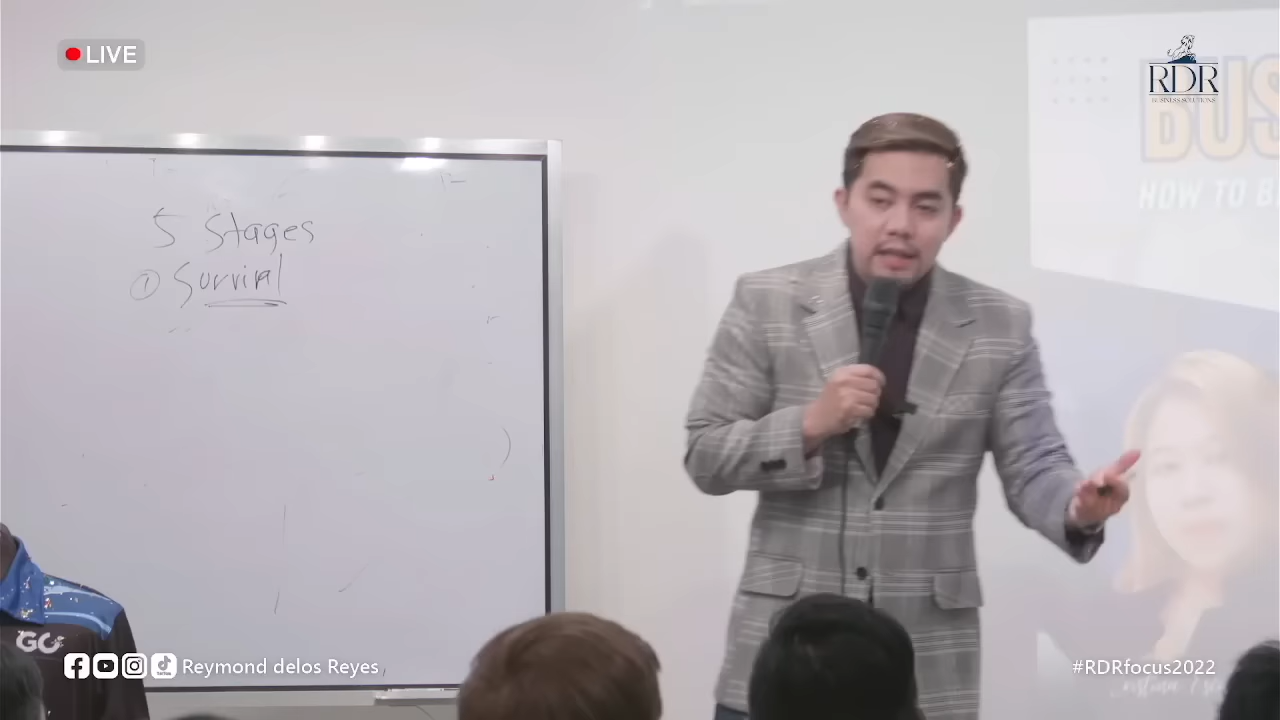 LIVE
RDR
BUSINESS SOLUTIONS
BUS
HOW TO B
5 Stages
① Survival
GO
Reymond delos Reyes
#RDRfocus2022